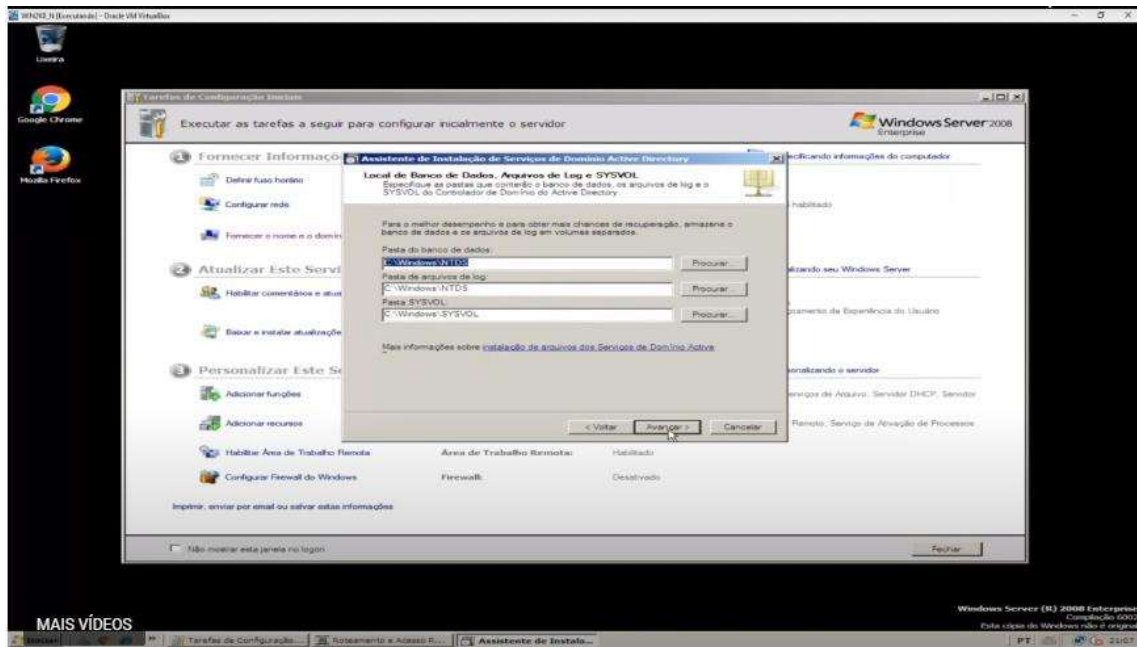 WIN2K8_N [Executando] - Oracle VM VirtualBox
Lixeira
Google Chrome
Mozilla Firefox
Tarefas de Configuração Iniciais
Executar as tarefas a seguir para configurar inicialmente o servidor
Windows Server 2008
Enterprise
1 Fornecer Informaçõ
ecificando informações do computador
Definir fuso horário
Configurar rede
habilitado
Fornecer o nome e o domín
2 Atualizar Este Servi
alizando seu Windows Server
Habilitar comentários e atua
gramento da Experiência do Usuário
Baixar e instalar atualizaçõe
3 Personalizar Este Se
onalizando o servidor
Adicionar funções
erviços de Arquivo, Servidor DHCP, Servidor
Adicionar recursos
Remoto, Serviço de Ativação de Processos
Habilitar Área de Trabalho Remota
Área de Trabalho Remota:
Habilitado
Configurar Firewall do Windows
Firewall:
Desativado
Imprimir, enviar por email ou salvar estas informações
Não mostrar esta janela no logon
Fechar
Assistente de Instalação de Serviços de Domínio Active Directory
Local de Banco de Dados, Arquivos de Log e SYSVOL
Especifique as pastas que conterão o banco de dados, os arquivos de log e o
SYSVOL do Controlador de Domínio do Active Directory.
Para o melhor desempenho e para obter mais chances de recuperação, armazene o
banco de dados e os arquivos de log em volumes separados.
Pasta do banco de dados:
C:\Windows\NTDS
Procurar...
Pasta de arquivos de log:
C:\Windows\NTDS
Procurar...
Pasta SYSVOL:
C:\Windows\SYSVOL
Procurar...
Mais informações sobre instalação de arquivos dos Serviços de Domínio Active
< Voltar
Avançar >
Cancelar
Windows Server (R) 2008 Enterprise
Compilação 6002
Esta cópia do Windows não é original
MAIS VÍDEOS
Iniciar
Tarefas de Configuração...
Roteamento e Acesso R...
Assistente de Instala...
PT
21:07